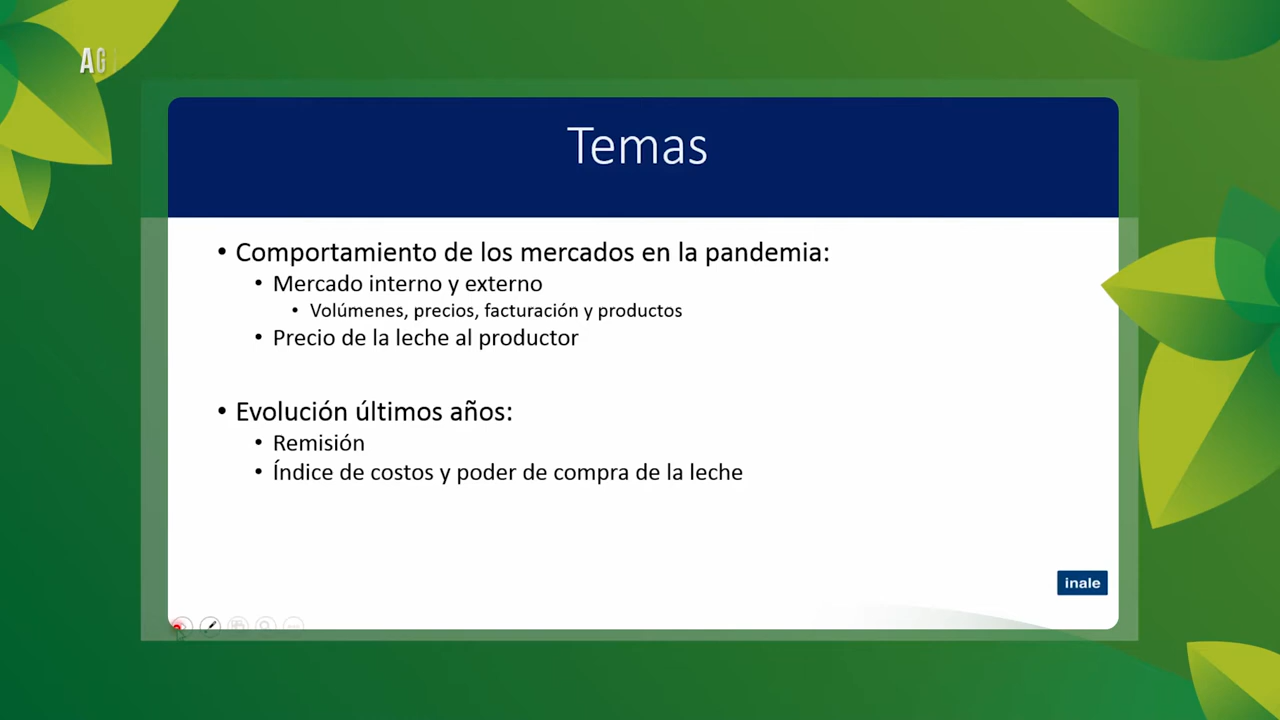 AG
Temas
• Comportamiento de los mercados en la pandemia:
• Mercado interno y externo
• Volúmenes, precios, facturación y productos
• Precio de la leche al productor
• Evolución últimos años:
• Remisión
• Índice de costos y poder de compra de la leche
inale